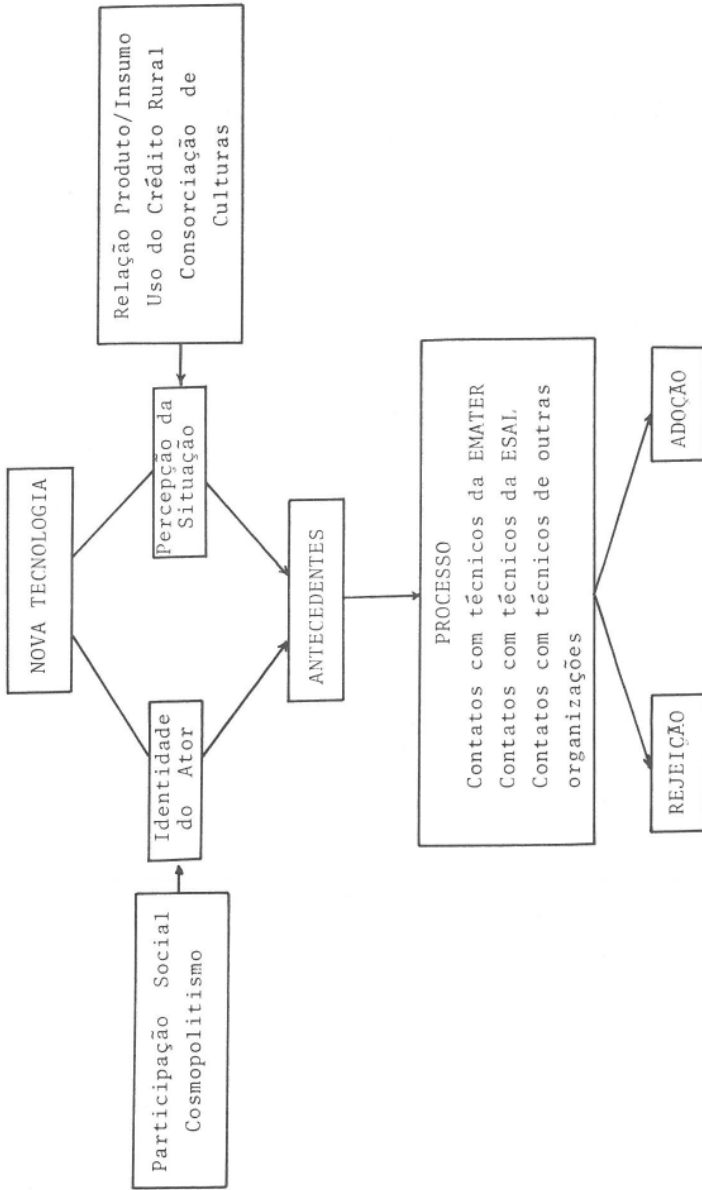 NOVA TECNOLOGIA
Participação Social
Cosmopolitismo
Identidade
do Ator
Percepção da
Situação
Relação Produto/Insumo
Uso do Crédito Rural
Consorciação de
Culturas
ANTECEDENTES
PROCESSO
Contatos com técnicos da EMATER
Contatos com técnicos da ESAL
Contatos com técnicos de outras
organizações
REJEIÇÃO
ADOÇÃO